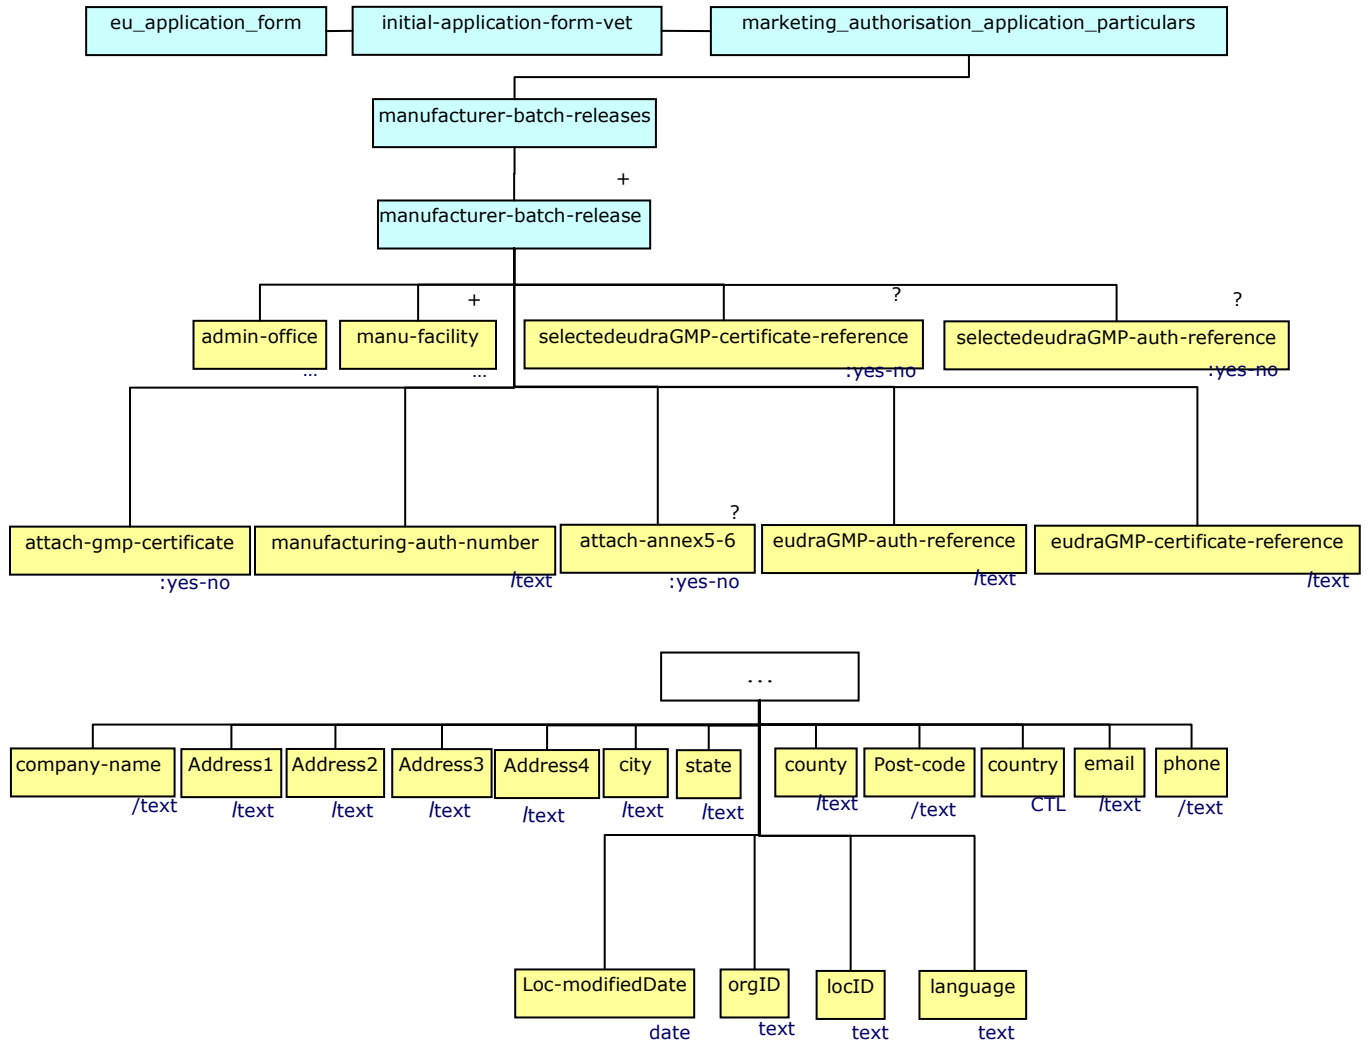 eu_application_form
initial-application-form-vet
marketing_authorisation_application_particulars
manufacturer-batch-releases
+
manufacturer-batch-release
+
?
?
admin-office
manu-facility
selectedeudraGMP-certificate-reference
selectedeudraGMP-auth-reference
...
...
:yes-no
:yes-no
?
attach-gmp-certificate
manufacturing-auth-number
attach-annex5-6
eudraGMP-auth-reference
eudraGMP-certificate-reference
:yes-no
/text
:yes-no
/text
/text
...
company-name
Address1
Address2
Address3
Address4
city
state
county
Post-code
country
email
phone
/text
/text
/text
/text
/text
/text
/text
/text
/text
CTL
/text
/text
Loc-modifiedDate
orgID
locID
language
date
text
text
text